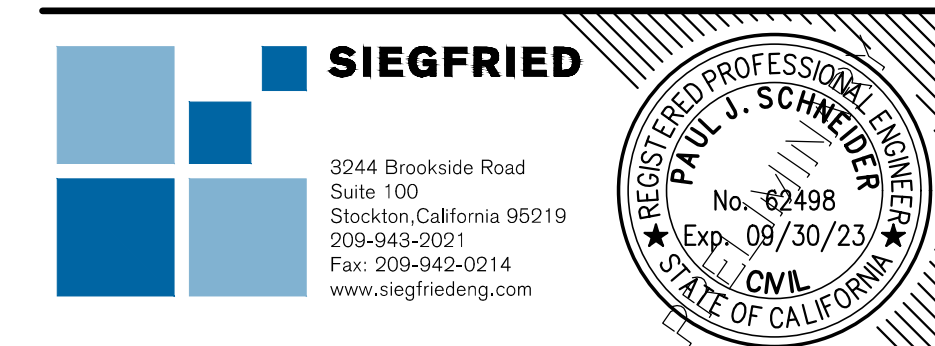 SIEGFRIED
3244 Brookside Road
Suite 100
Stockton,California 95219
209-943-2021
Fax: 209-942-0214
www.siegfriedeng.com
REGISTERED PROFESSIONAL ENGINEER
PAUL J. SCHNEIDER
No. 62498
Exp. 09/30/23
CIVIL
STATE OF CALIFORNIA